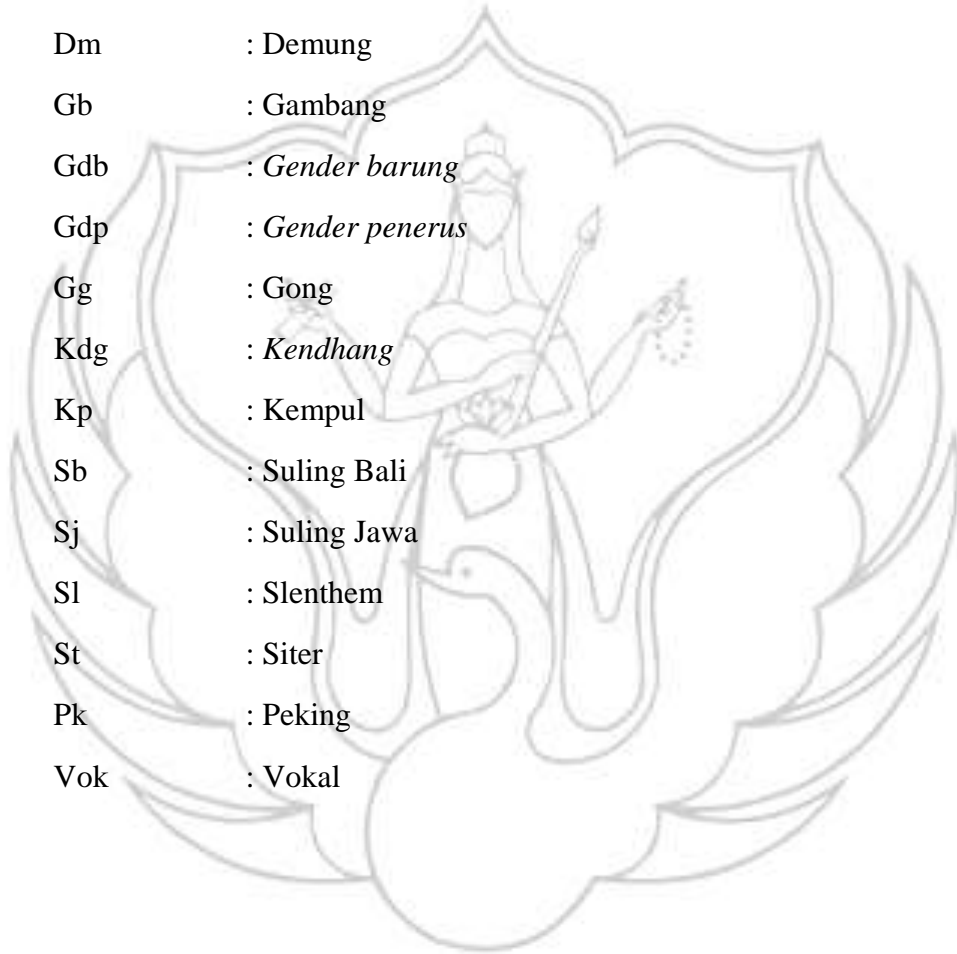 Dm : Demung
Gb : Gambang
Gdb : Gender barung
Gdp : Gender penerus
Gg : Gong
Kdg : Kendhang
Kp : Kempul
Sb : Suling Bali
Sj : Suling Jawa
Sl : Slenthem
St : Siter
Pk : Peking
Vok : Vokal